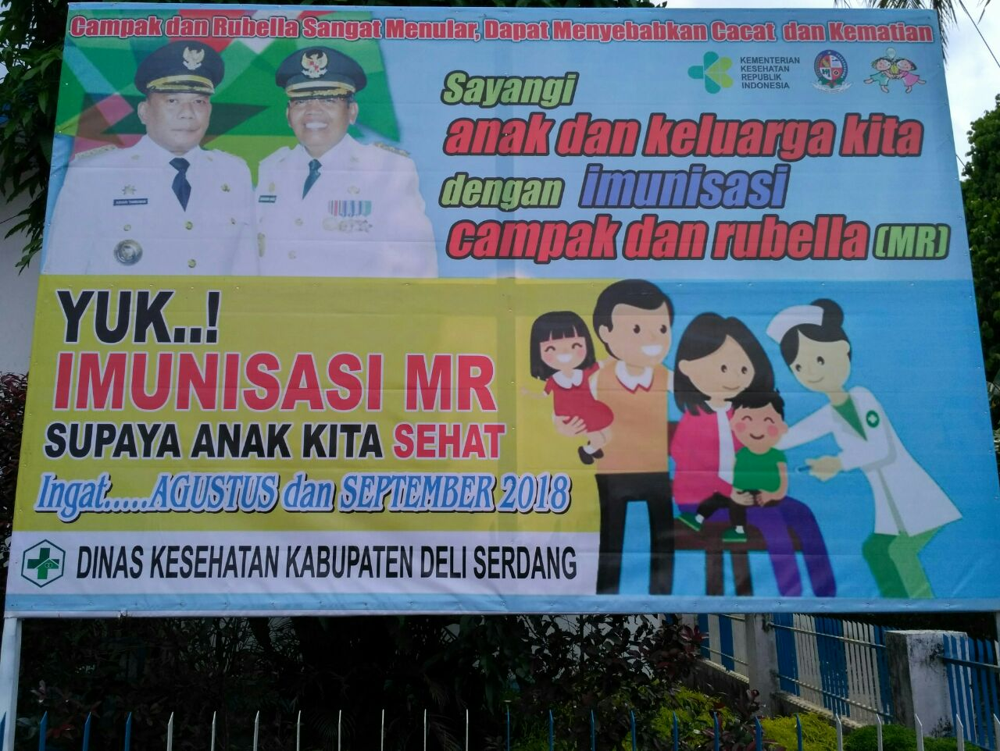 Campak dan Rubella Sangat Menular, Dapat Menyebabkan Cacat dan Kematian
KEMENTERIAN
KESEHATAN
REPUBLIK
INDONESIA
Sayangi
anak dan keluarga kita
dengan imunisasi
campak dan rubella (MR)
YUK..!
IMUNISASI MR
SUPAYA ANAK KITA SEHAT
Ingat.....AGUSTUS dan SEPTEMBER 2018
DINAS KESEHATAN KABUPATEN DELI SERDANG